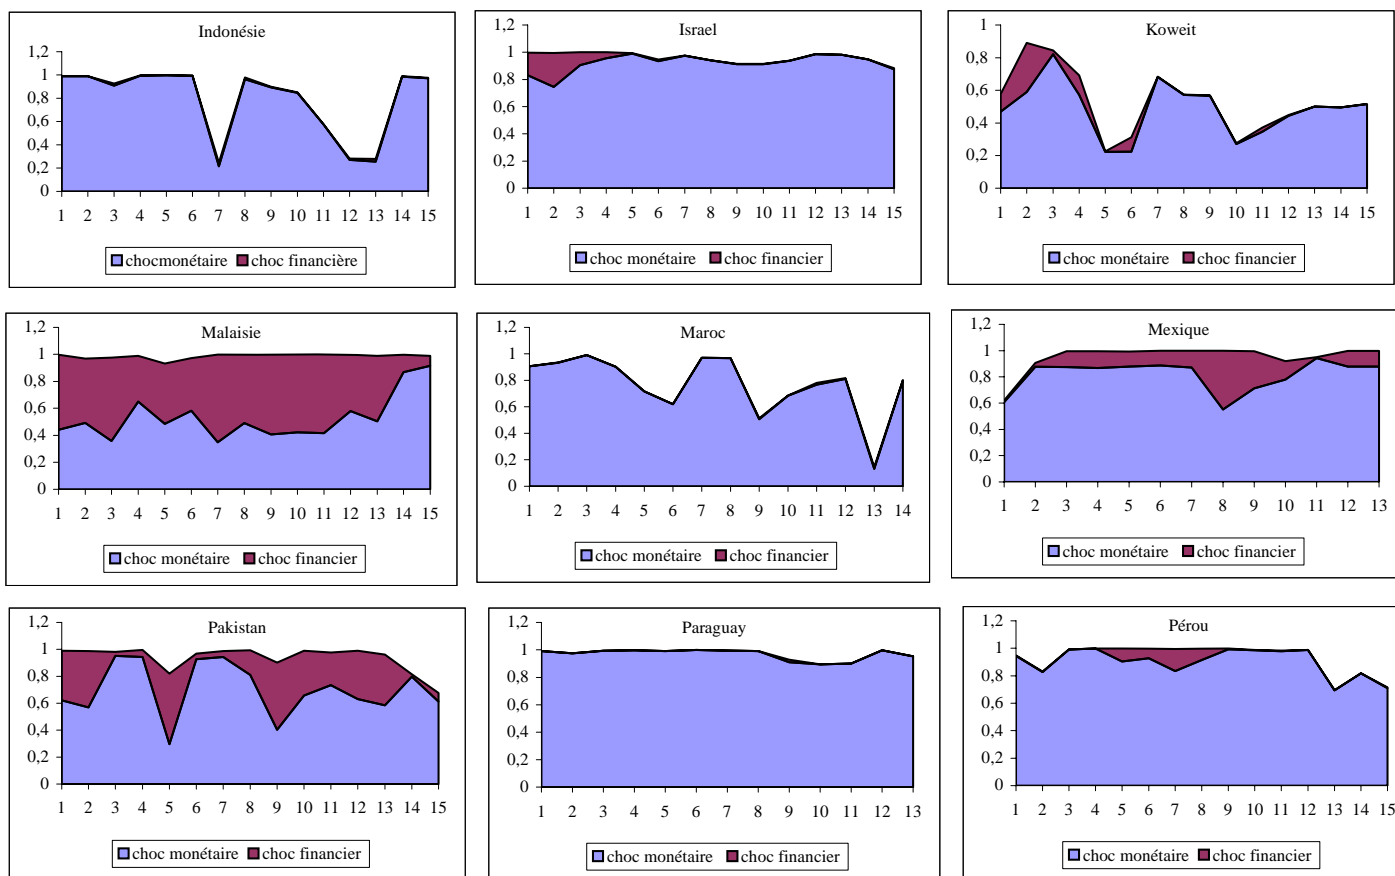 Indonésie
1,2
1
0,8
0,6
0,4
0,2
0
1 2 3 4 5 6 7 8 9 10 11 12 13 14 15
chocmonétaire choc financière
Israel
1,2
1
0,8
0,6
0,4
0,2
0
1 2 3 4 5 6 7 8 9 10 11 12 13 14 15
choc monétaire choc financier
Koweit
1
0,8
0,6
0,4
0,2
0
1 2 3 4 5 6 7 8 9 10 11 12 13 14 15
choc monétaire choc financier
Malaisie
1,2
1
0,8
0,6
0,4
0,2
0
1 2 3 4 5 6 7 8 9 10 11 12 13 14 15
choc monétaire choc financier
Maroc
1,2
1
0,8
0,6
0,4
0,2
0
1 2 3 4 5 6 7 8 9 10 11 12 13 14
choc monétaire choc financier
Mexique
1,2
1
0,8
0,6
0,4
0,2
0
1 2 3 4 5 6 7 8 9 10 11 12 13
choc monétaire choc financier
Pakistan
1,2
1
0,8
0,6
0,4
0,2
0
1 2 3 4 5 6 7 8 9 10 11 12 13 14 15
choc monétaire choc financier
Paraguay
1,2
1
0,8
0,6
0,4
0,2
0
1 2 3 4 5 6 7 8 9 10 11 12 13
choc monétaire choc financier
Pérou
1,2
1
0,8
0,6
0,4
0,2
0
1 2 3 4 5 6 7 8 9 10 11 12 13 14 15
choc monétaire choc financier